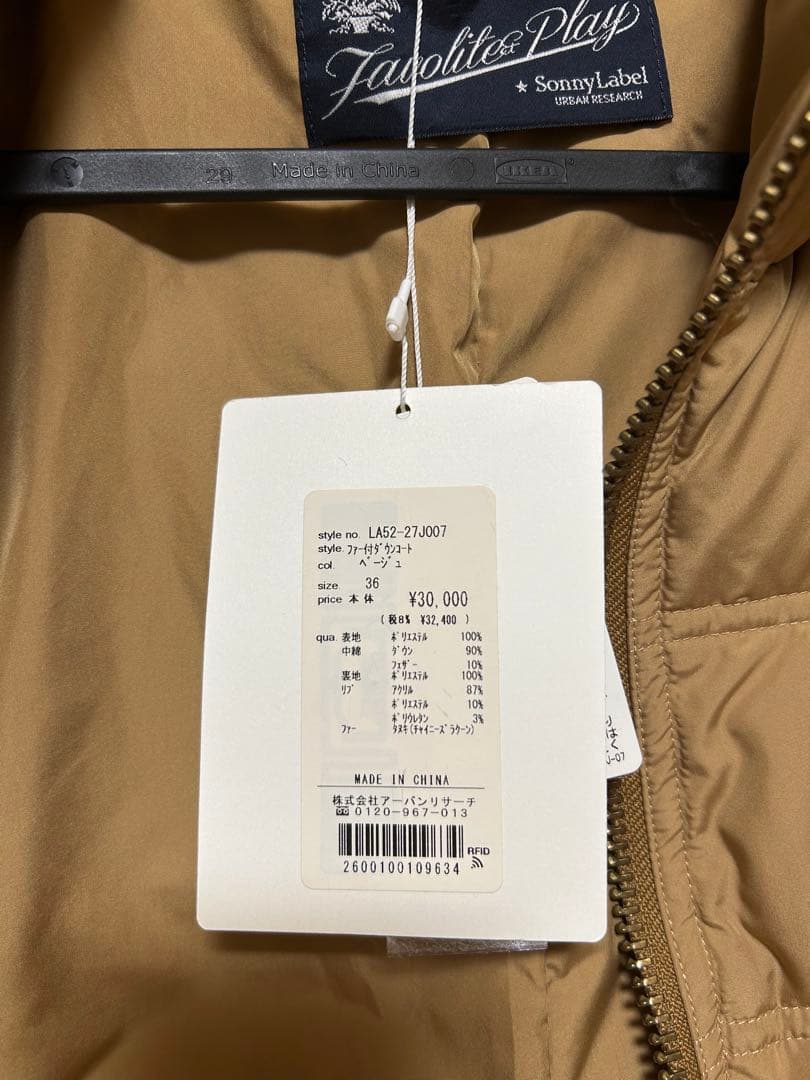 Favolite & Play
★ SonnyLabel
URBAN RESEARCH
29 Made in China IKEA
style no. LA52-27J007
style. ﾌｧｰ付ﾀﾞｳﾝｺｰﾄ
col. ﾍﾞｰｼﾞｭ
size. 36
price 本体 ¥30,000
(税8% ¥32,400 )
qua. 表地 ﾎﾟﾘｴｽﾃﾙ 100%
中綿 ﾀﾞｳﾝ 90%
ﾌｪｻﾞｰ 10%
裏地 ﾎﾟﾘｴｽﾃﾙ 100%
ﾘﾌﾞ ｱｸﾘﾙ 87%
ﾎﾟﾘｴｽﾃﾙ 10%
ﾎﾟﾘｳﾚﾀﾝ 3%
ﾌｧｰ ﾀﾇｷ(ﾁｬｲﾆｰｽﾞﾗｸｰﾝ)
MADE IN CHINA
株式会社アーバンリサーチ
0120-967-013
RFID
2600100109634
はく
J-07